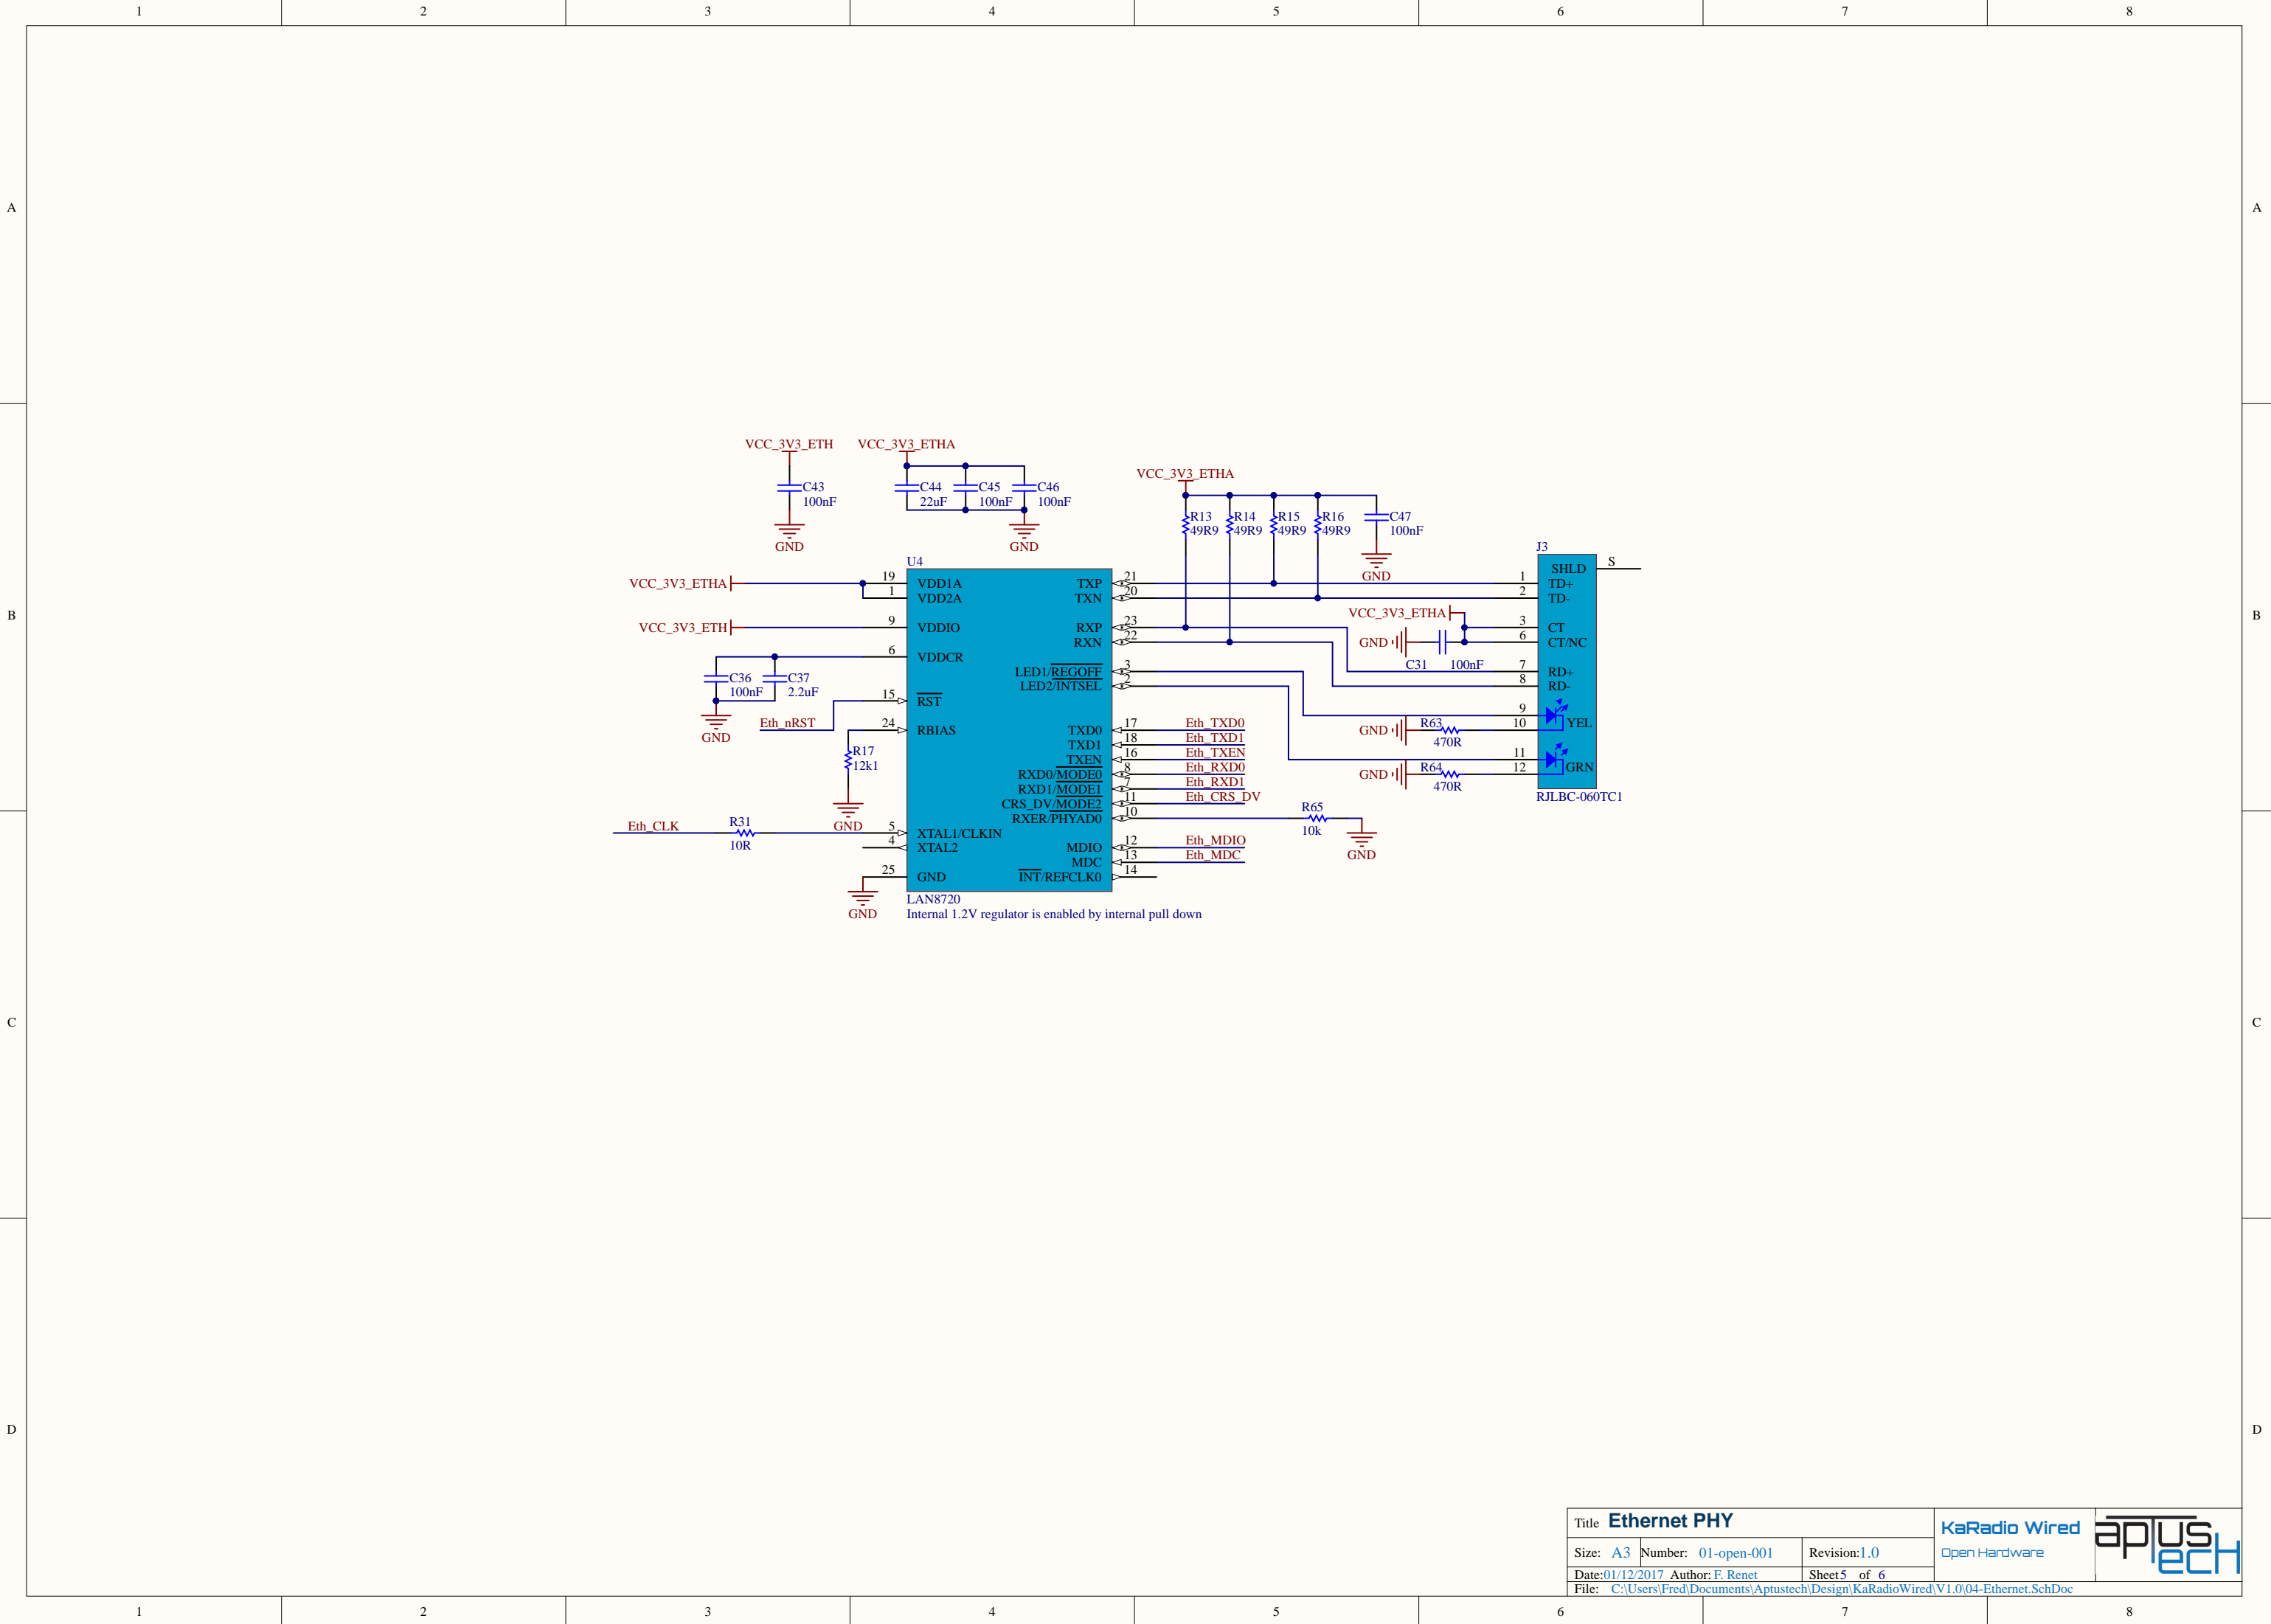 1 2 3 4 5 6 7 8
A A
B B
C C
D D
VCC_3V3_ETH
C43
100nF
GND
VCC_3V3_ETHA
C44
22uF
C45
100nF
C46
100nF
GND
VCC_3V3_ETHA
R13
49R9
R14
49R9
R15
49R9
R16
49R9
C47
100nF
GND
VCC_3V3_ETHA
VCC_3V3_ETH
C36
100nF
C37
2.2uF
GND
Eth_nRST
R17
12k1
GND
Eth_CLK
R31
10R
GND
U4
19 VDD1A
1 VDD2A
9 VDDIO
6 VDDCR
15 RST
24 RBIAS
5 XTAL1/CLKIN
4 XTAL2
25 GND
TXP 21
TXN 20
RXP 23
RXN 22
LED1/REGOFF 3
LED2/INTSEL 2
TXD0 17 Eth_TXD0
TXD1 18 Eth_TXD1
TXEN 16 Eth_TXEN
RXD0/MODE0 8 Eth_RXD0
RXD1/MODE1 7 Eth_RXD1
CRS_DV/MODE2 11 Eth_CRS_DV
RXER/PHYAD0 10
MDIO 12 Eth_MDIO
MDC 13 Eth_MDC
INT/REFCLK0 14
LAN8720
Internal 1.2V regulator is enabled by internal pull down
R65
10k
GND
VCC_3V3_ETHA
GND
C31 100nF
GND
R63
470R
GND
R64
470R
J3
SHLD S
1 TD+
2 TD-
3 CT
6 CT/NC
7 RD+
8 RD-
9
10 YEL
11
12 GRN
RJLBC-060TC1
Title Ethernet PHY
Size: A3 Number: 01-open-001 Revision:1.0
Date:01/12/2017 Author: F. Renet Sheet5 of 6
File: C:\Users\Fred\Documents\Aptustech\Design\KaRadioWired\V1.0\04-Ethernet.SchDoc
KaRadio Wired
Open Hardware
aptus
tecH
1 2 3 4 5 6 7 8